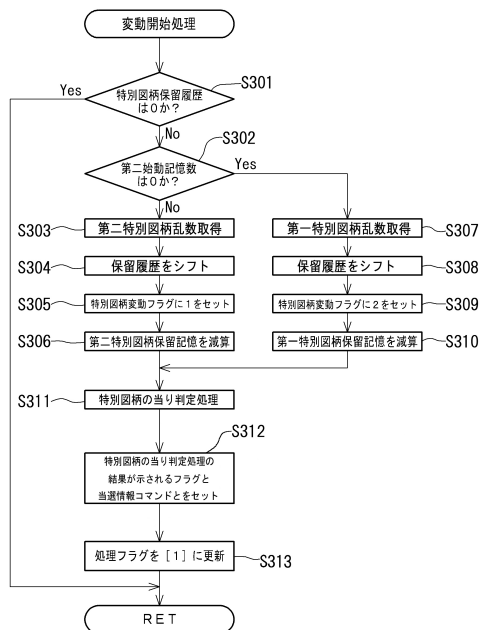 変動開始処理
S301
Yes
特別図柄保留履歴
は0か？
No
S302
第二始動記憶数
は0か？
Yes
No
S303
第二特別図柄乱数取得
第一特別図柄乱数取得
S307
S304
保留履歴をシフト
保留履歴をシフト
S308
S305
特別図柄変動フラグに1をセット
特別図柄変動フラグに2をセット
S309
S306
第二特別図柄保留記憶を減算
第一特別図柄保留記憶を減算
S310
S311
特別図柄の当り判定処理
S312
特別図柄の当り判定処理の
結果が示されるフラグと
当選情報コマンドとをセット
処理フラグを［1］に更新
S313
RET